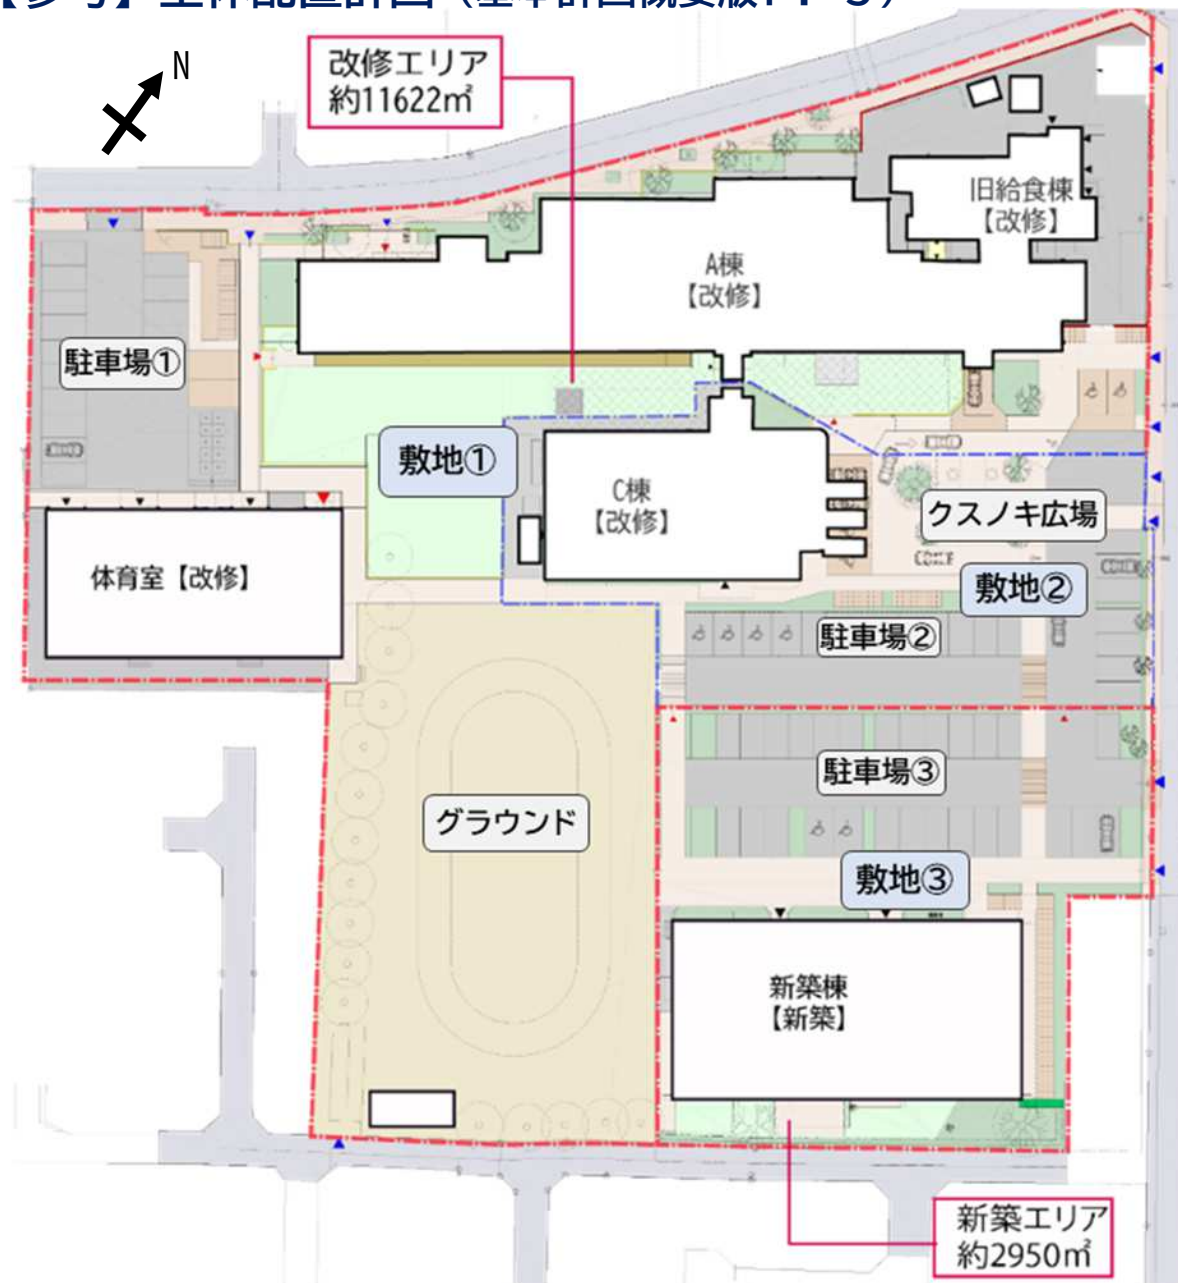 N
改修エリア
約11622㎡
旧給食棟
【改修】
A棟
【改修】
駐車場①
敷地①
C棟
【改修】
クスノキ広場
体育室【改修】
敷地②
駐車場②
駐車場③
グラウンド
敷地③
新築棟
【新築】
新築エリア
約2950㎡